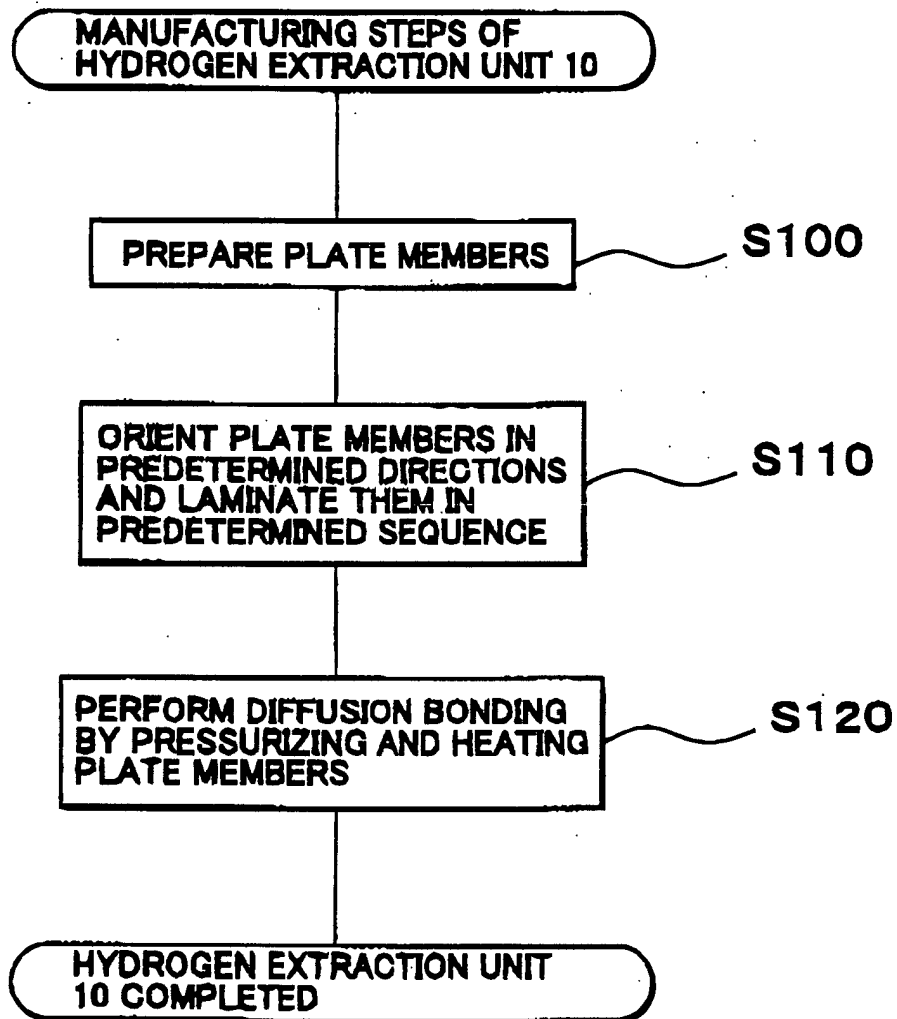 MANUFACTURING STEPS OF
HYDROGEN EXTRACTION UNIT 10
PREPARE PLATE MEMBERS
S100
ORIENT PLATE MEMBERS IN
PREDETERMINED DIRECTIONS
AND LAMINATE THEM IN
PREDETERMINED SEQUENCE
S110
PERFORM DIFFUSION BONDING
BY PRESSURIZING AND HEATING
PLATE MEMBERS
S120
HYDROGEN EXTRACTION UNIT
10 COMPLETED